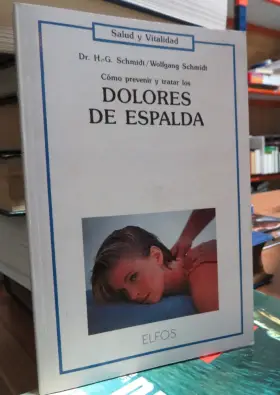 Salud y Vitalidad
Dr. H.-G. Schmidt/Wolfgang Schmidt
Cómo prevenir y tratar los
DOLORES
DE ESPALDA
ELFOS